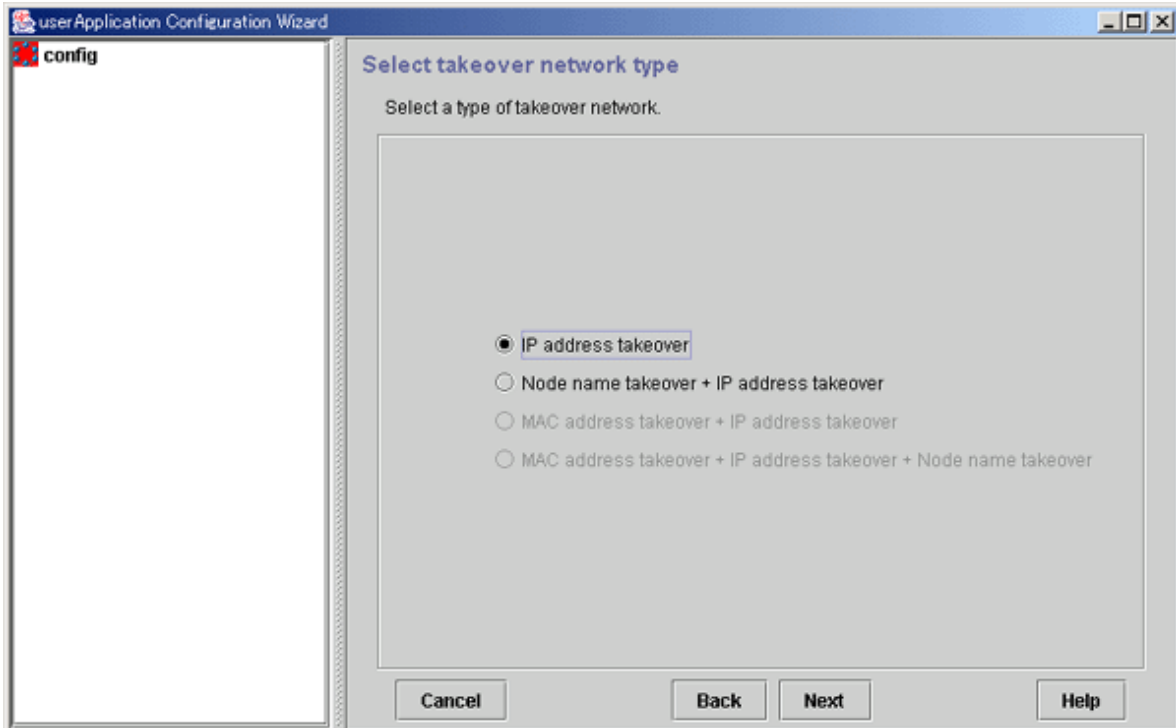 userApplication Configuration Wizard
config
Select takeover network type
Select a type of takeover network.
IP address takeover
Node name takeover + IP address takeover
MAC address takeover + IP address takeover
MAC address takeover + IP address takeover + Node name takeover
Cancel
Back
Next
Help